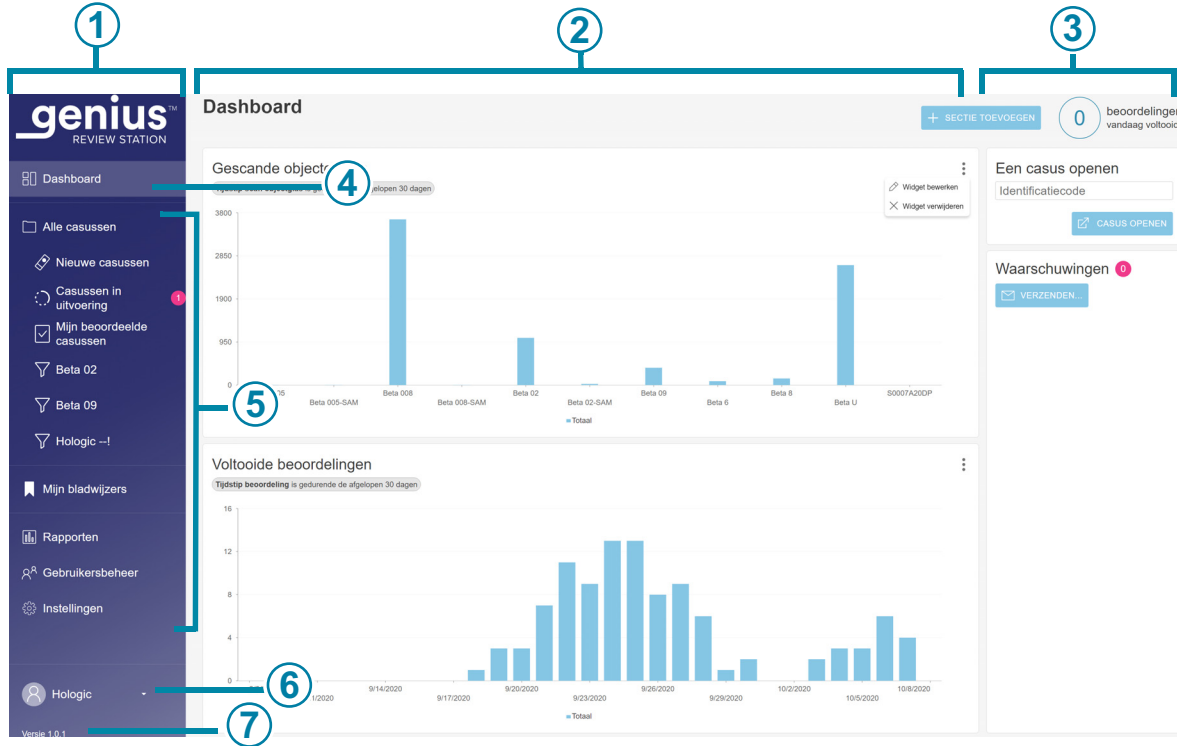 1
2
3
genius™
REVIEW STATION
Dashboard
SECTIE TOEVOEGEN
0
beoordelingen
vandaag voltooid
Dashboard
4
Alle casussen
Nieuwe casussen
Casussen in
uitvoering
1
Mijn beoordeelde
casussen
Beta 02
Beta 09
Hologic --!
5
Mijn bladwijzers
Rapporten
Gebruikersbeheer
Instellingen
Hologic
6
Versie 1.0.1
7
Gescande objecte
elopen 30 dagen
Widget bewerken
Widget verwijderen
3800
2850
1900
950
0
Beta 005-SAM
Beta 008
Beta 008-SAM
Beta 02
Beta 02-SAM
Beta 09
Beta 6
Beta 8
Beta U
S0007A20DP
Totaal
Voltooide beoordelingen
Tijdstip beoordeling is gedurende de afgelopen 30 dagen
16
12
8
4
0
9/14/2020
9/17/2020
9/20/2020
9/23/2020
9/26/2020
9/29/2020
10/2/2020
10/5/2020
10/8/2020
Totaal
Een casus openen
Identificatiecode
CASUS OPENEN
Waarschuwingen 0
VERZENDEN...